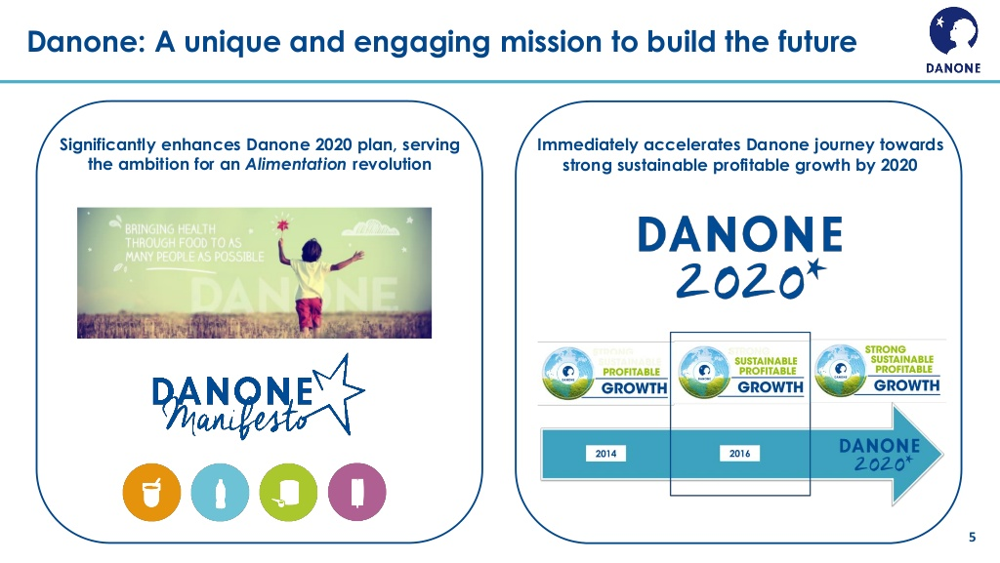 Danone: A unique and engaging mission to build the future
DANONE
Significantly enhances Danone 2020 plan, serving
the ambition for an Alimentation revolution
BRINGING HEALTH
THROUGH FOOD TO AS
MANY PEOPLE AS POSSIBLE
DANONE
DANONE
Manifesto
Immediately accelerates Danone journey towards
strong sustainable profitable growth by 2020
DANONE
2020*
STRONG
SUSTAINABLE
PROFITABLE
GROWTH
STRONG
SUSTAINABLE
PROFITABLE
GROWTH
STRONG
SUSTAINABLE
PROFITABLE
GROWTH
2014
2016
DANONE
2020*
5